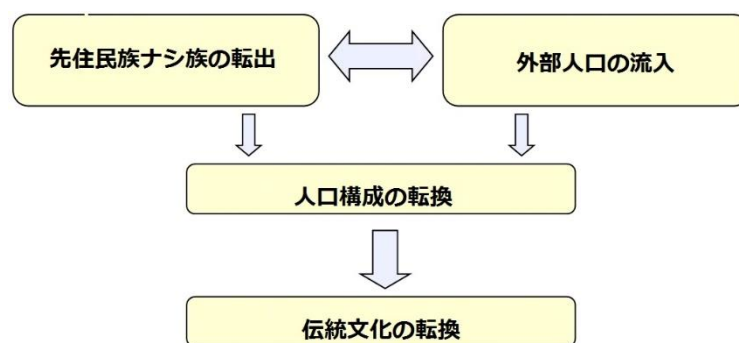 先住民族ナシ族の転出
外部人口の流入
人口構成の転換
伝統文化の転換